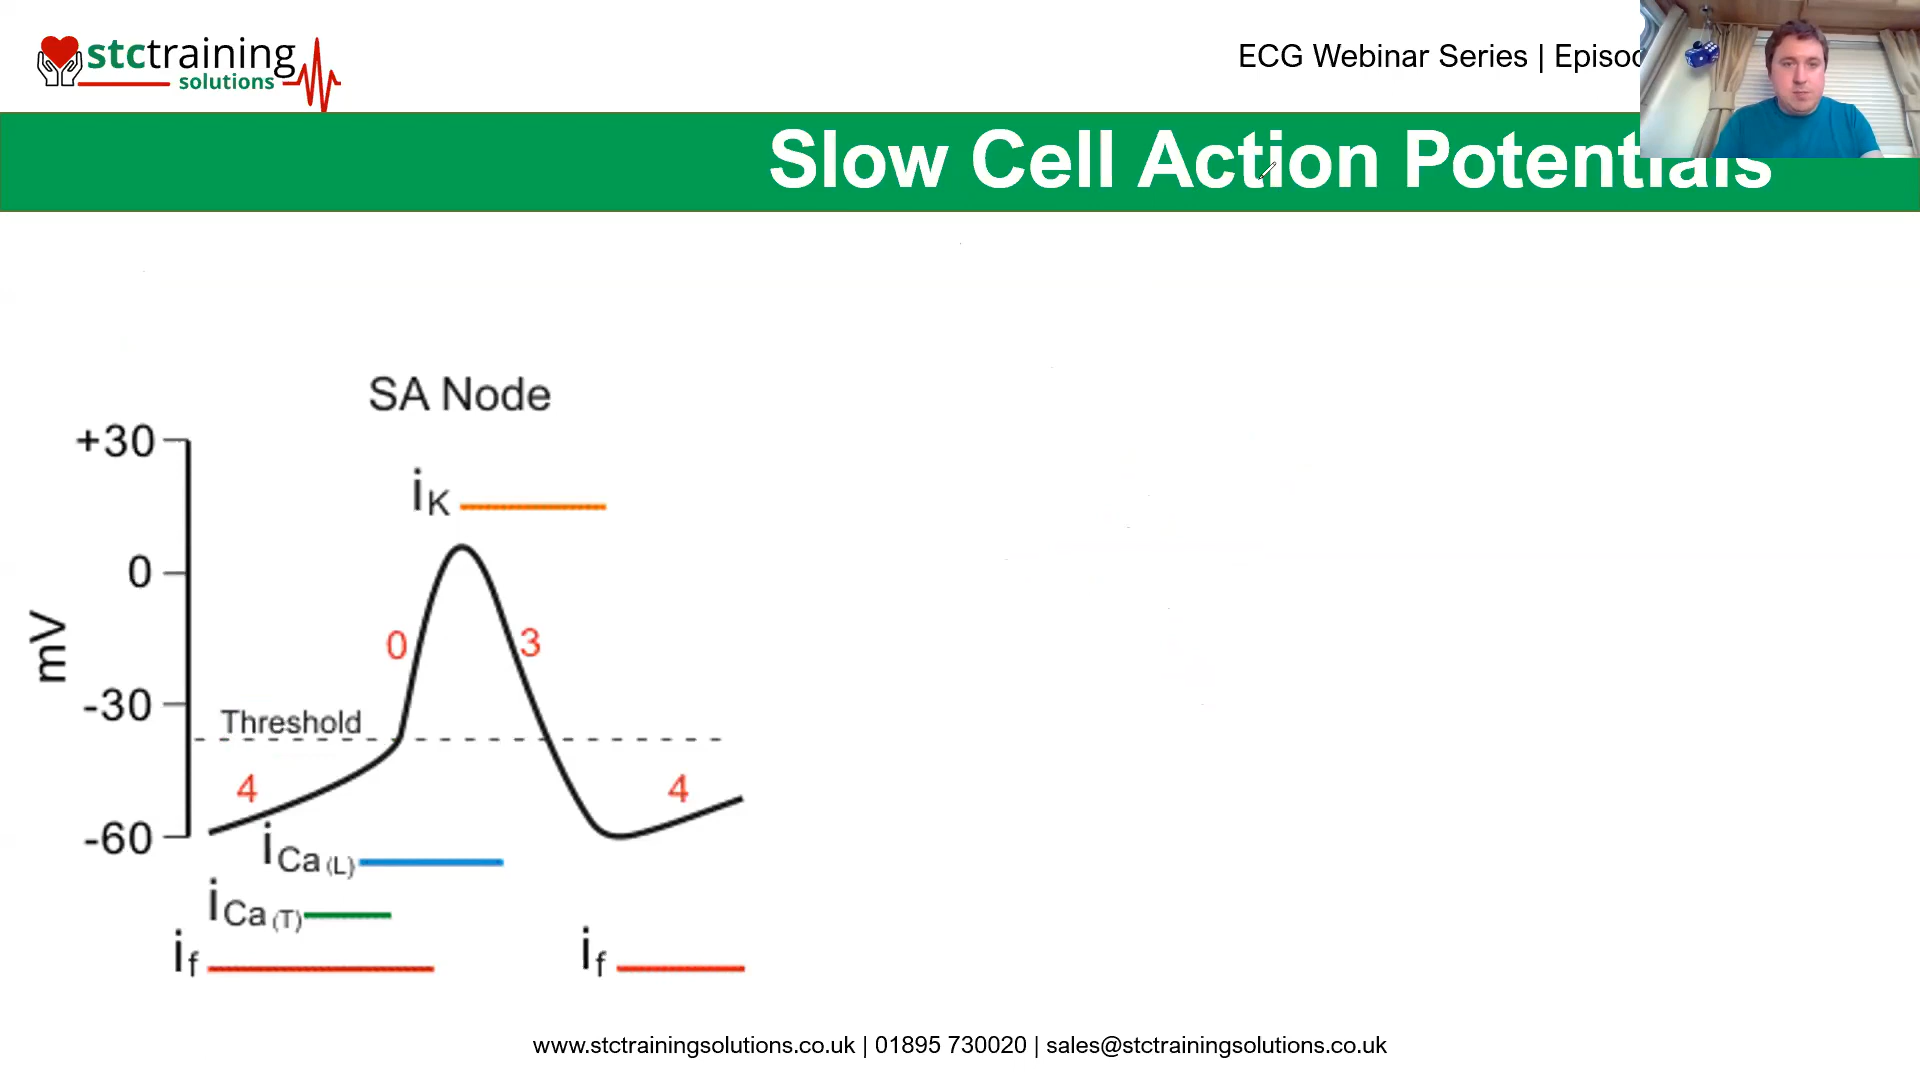 stctraining
solutions
ECG Webinar Series |
Slow Cell Action Potentials
SA Node
+30
iK
0
0
3
mV
-30
Threshold
4
4
-60
iCa (L)
iCa (T)
if
if
www.stctrainingsolutions.co.uk | 01895 730020 | sales@stctrainingsolutions.co.uk